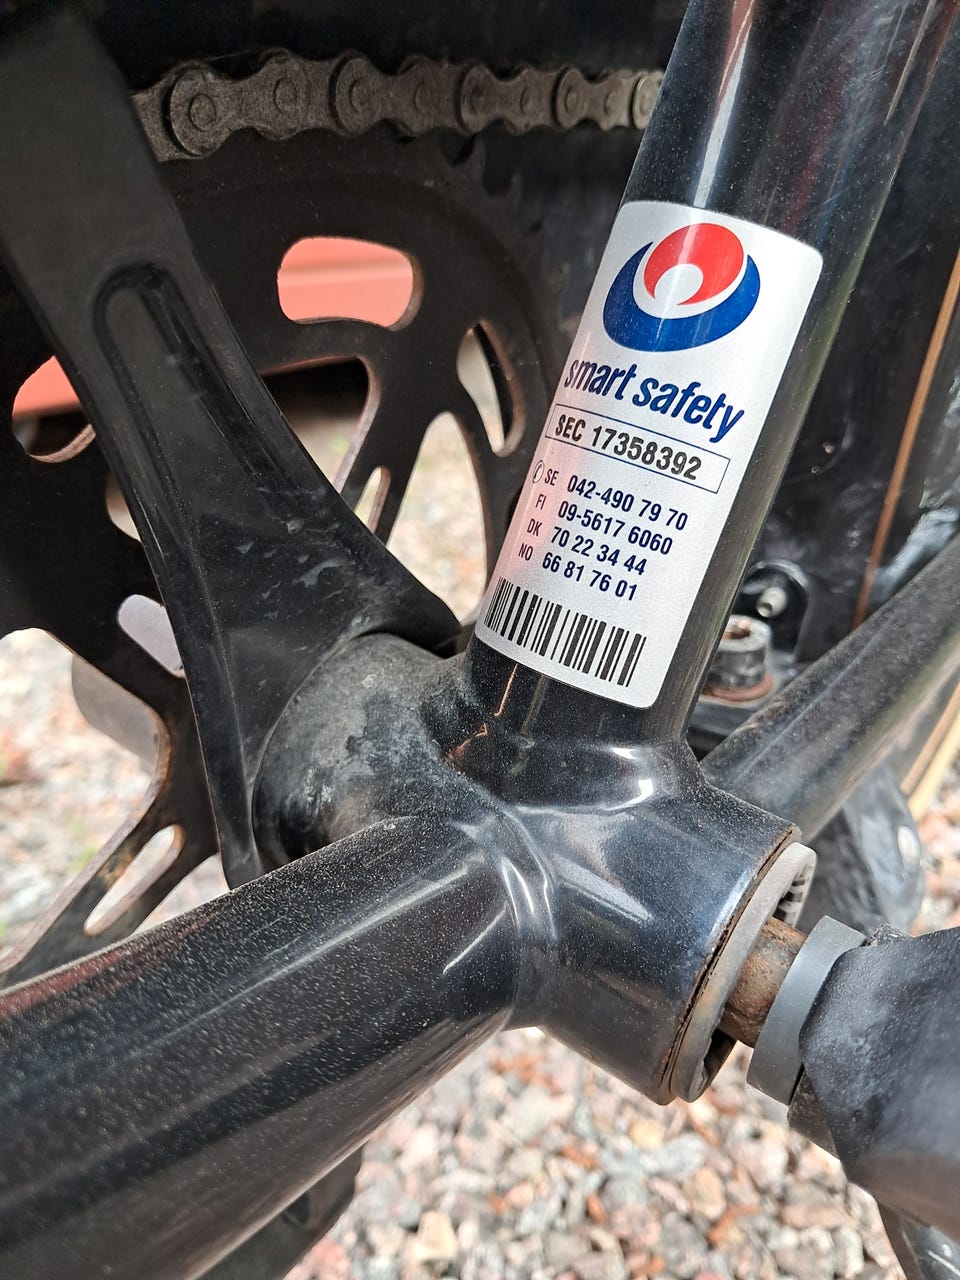 smart safety
SEC 17358392
SE 042-490 79 70
FI 09-5617 6060
DK 70 22 34 44
NO 66 81 76 01